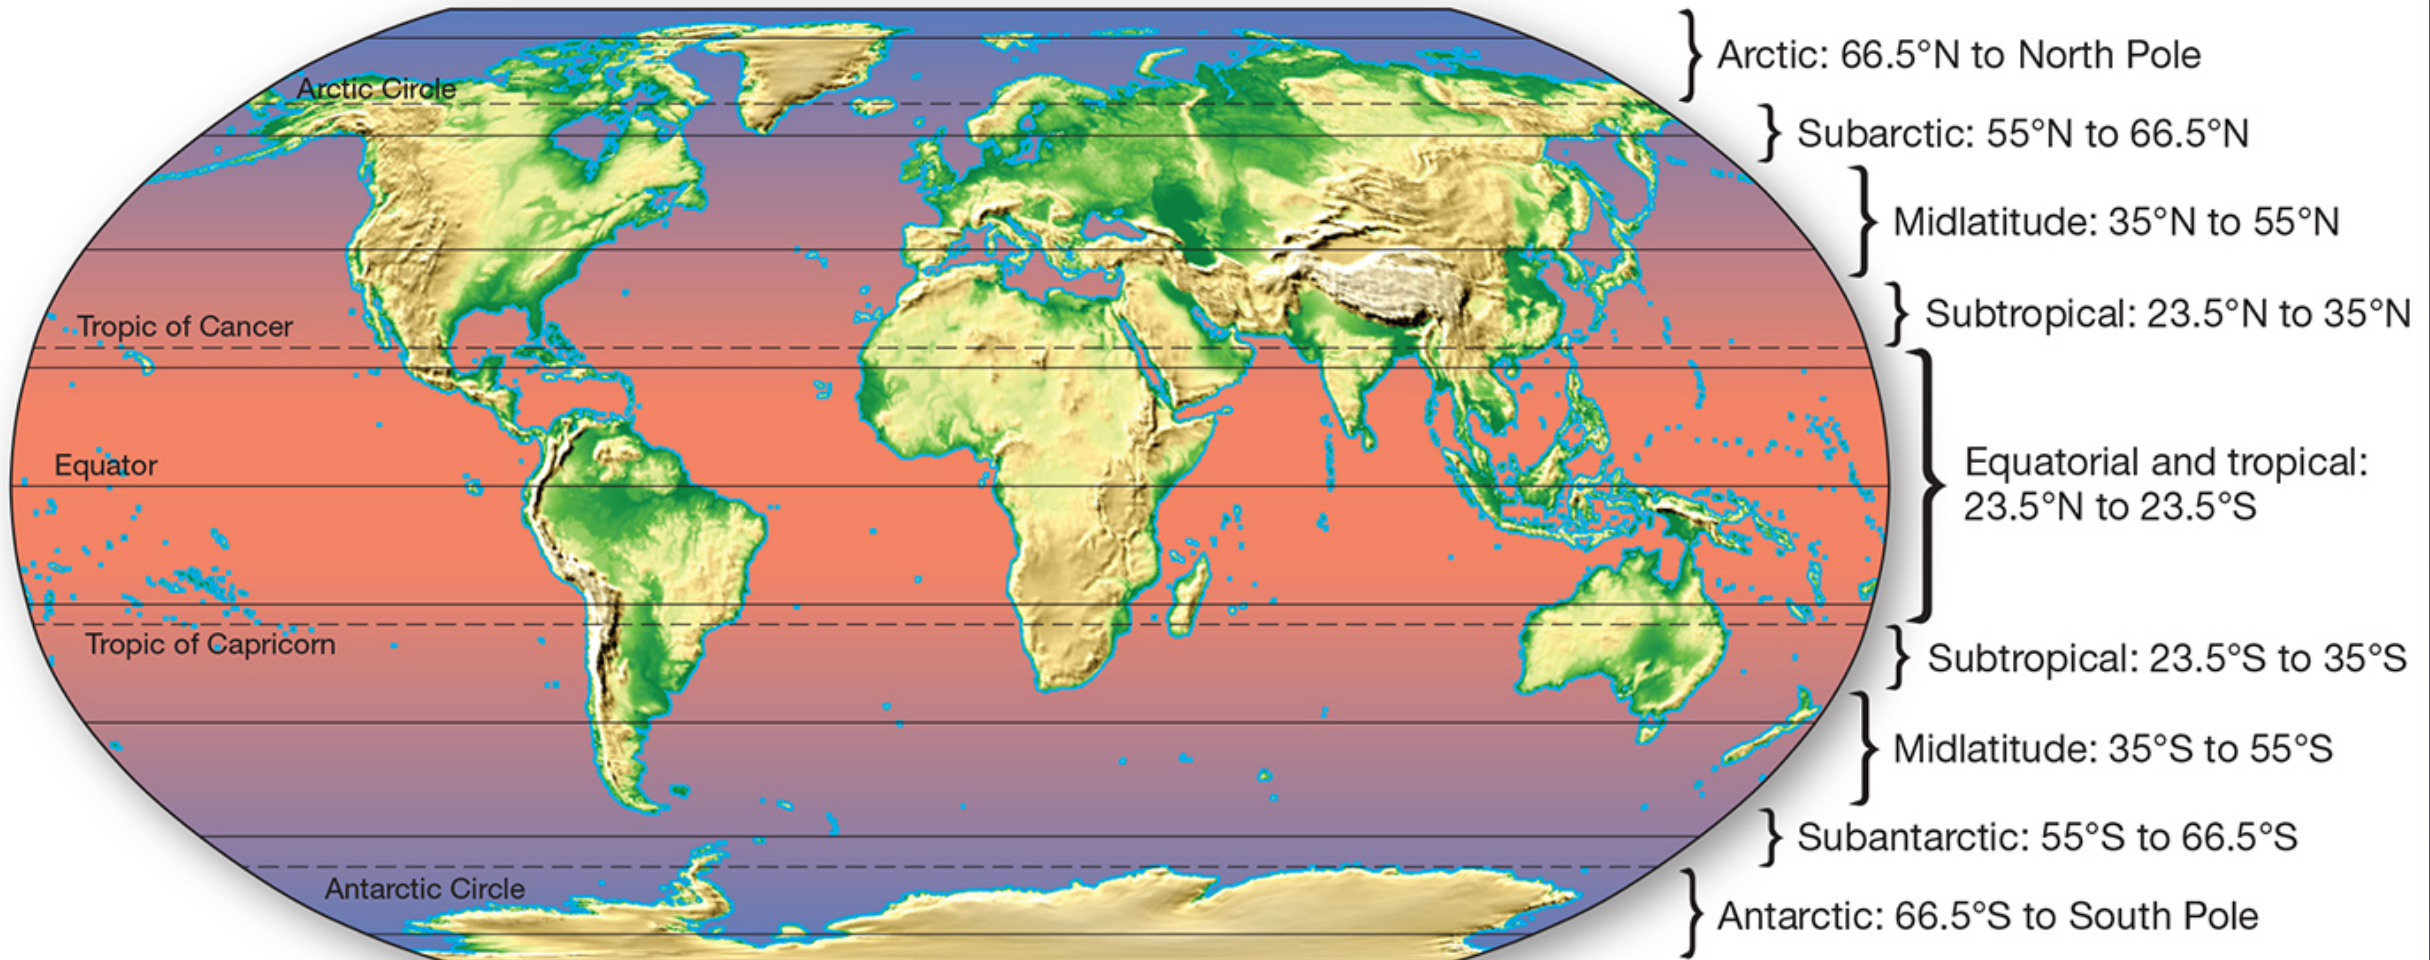 Arctic: 66.5°N to North Pole
Arctic Circle
Subarctic: 55°N to 66.5°N
Midlatitude: 35°N to 55°N
Subtropical: 23.5°N to 35°N
Tropic of Cancer
Equator
Equatorial and tropical:
23.5°N to 23.5°S
Tropic of Capricorn
Subtropical: 23.5°S to 35°S
Midlatitude: 35°S to 55°S
Subantarctic: 55°S to 66.5°S
Antarctic Circle
Antarctic: 66.5°S to South Pole